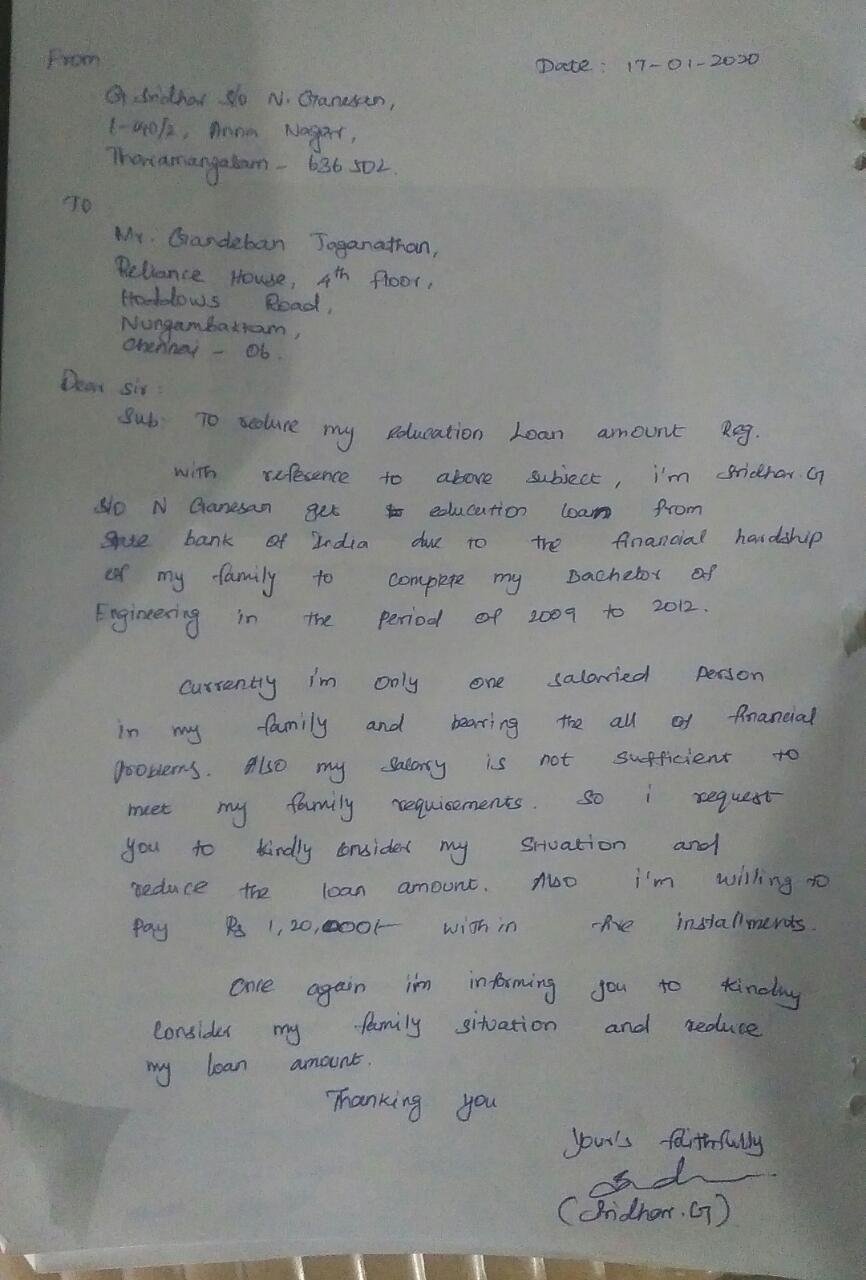 From
Date : 17-01-2020
G. Sridhar S/o N. Ganesan,
Anna Nagar,
Tharamangalam - 636 502.
TO
Mr. Gandeban Jaganathan,
Reliance House, 4th floor,
Haddows Road,
Nungambakkam,
Chennai - 06.
Dear Sir :
Sub: To reduce my education Loan amount Reg.
with reference to above subject, i'm Sridhar.G
S/o N Ganesan get education loan from
State bank of India due to the financial hardship
of my family to complete my Bachelor of
Engineering in the period of 2009 to 2012.
Currently i'm only one salarried person
in my family and bearing the all of financial
problems. Also my salary is not sufficient to
meet my family requirements. So i request
you to kindly consider my situation and
reduce the loan amount. Also i'm willing to
pay Rs 1,20,000/- with in five installments.
Once again i'm informing you to kindly
consider my family situation and reduce
my loan amount.
Thanking you
your's faithfully
(Sridhar.G)